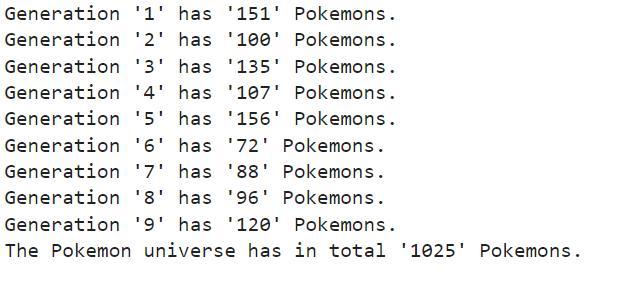 Generation '1' has '151' Pokemons.
Generation '2' has '100' Pokemons.
Generation '3' has '135' Pokemons.
Generation '4' has '107' Pokemons.
Generation '5' has '156' Pokemons.
Generation '6' has '72' Pokemons.
Generation '7' has '88' Pokemons.
Generation '8' has '96' Pokemons.
Generation '9' has '120' Pokemons.
The Pokemon universe has in total '1025' Pokemons.